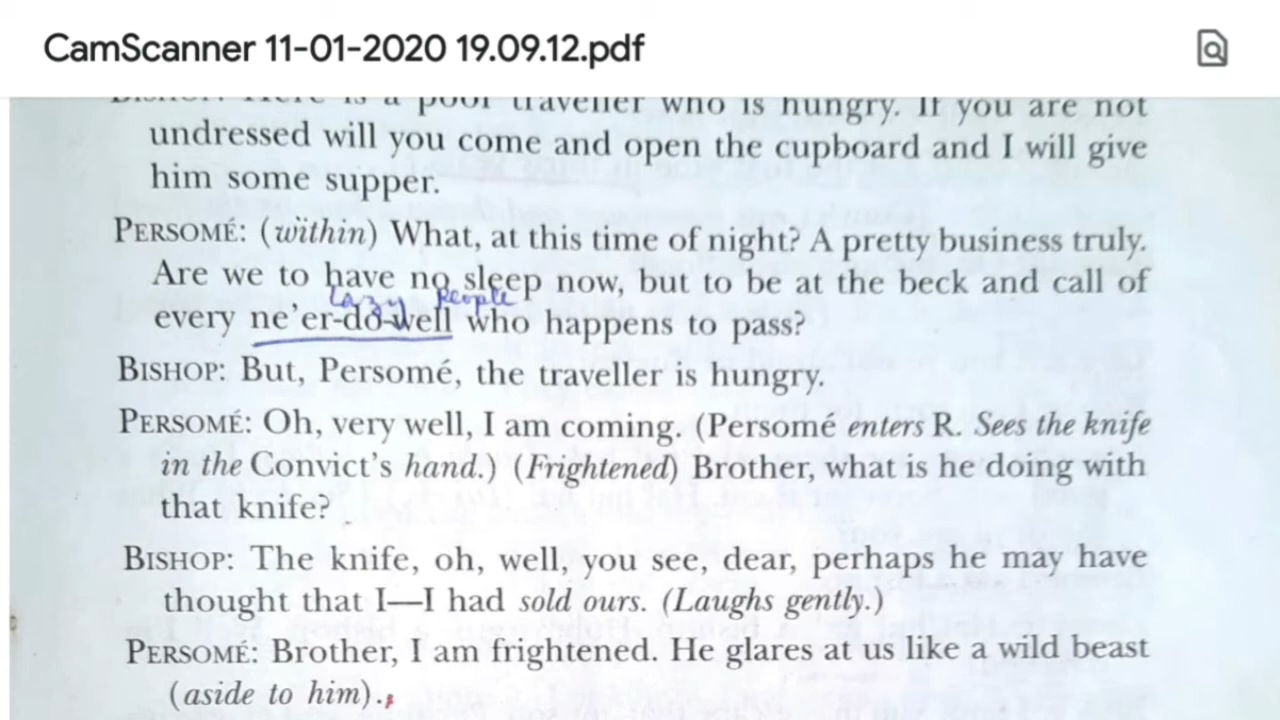 CamScanner 11-01-2020 19.09.12.pdf
BISHOP: Here is a poor traveller who is hungry. If you are not
undressed will you come and open the cupboard and I will give
him some supper.
PERSOMÉ: (within) What, at this time of night? A pretty business truly.
Are we to have no sleep now, but to be at the beck and call of
lazy people
every ne'er-do-well who happens to pass?
BISHOP: But, Persomé, the traveller is hungry.
PERSOMÉ: Oh, very well, I am coming. (Persomé enters R. Sees the knife
in the Convict's hand.) (Frightened) Brother, what is he doing with
that knife?
BISHOP: The knife, oh, well, you see, dear, perhaps he may have
thought that I—I had sold ours. (Laughs gently.)
PERSOMÉ: Brother, I am frightened. He glares at us like a wild beast
(aside to him).